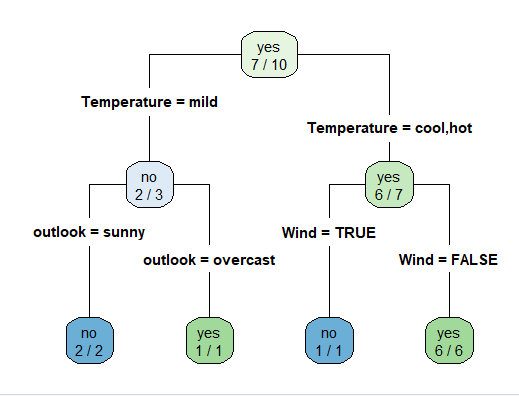 yes
7 / 10
Temperature = mild
Temperature = cool,hot
no
2 / 3
yes
6 / 7
outlook = sunny
outlook = overcast
Wind = TRUE
Wind = FALSE
no
2 / 2
yes
1 / 1
no
1 / 1
yes
6 / 6